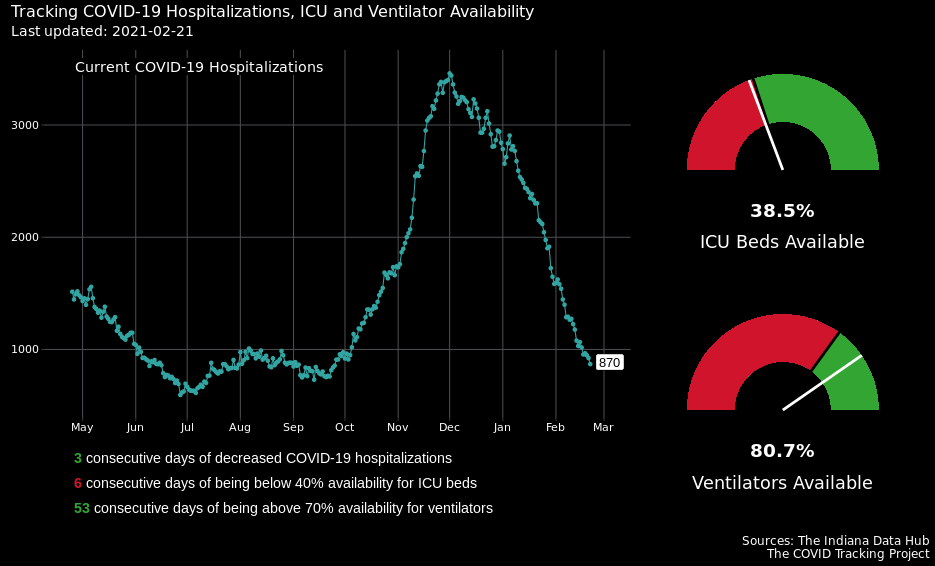 Tracking COVID-19 Hospitalizations, ICU and Ventilator Availability
Last updated: 2021-02-21
Current COVID-19 Hospitalizations
3000
2000
1000
870
May Jun Jul Aug Sep Oct Nov Dec Jan Feb Mar
38.5%
ICU Beds Available
80.7%
Ventilators Available
3 consecutive days of decreased COVID-19 hospitalizations
6 consecutive days of being below 40% availability for ICU beds
53 consecutive days of being above 70% availability for ventilators
Sources: The Indiana Data Hub
The COVID Tracking Project